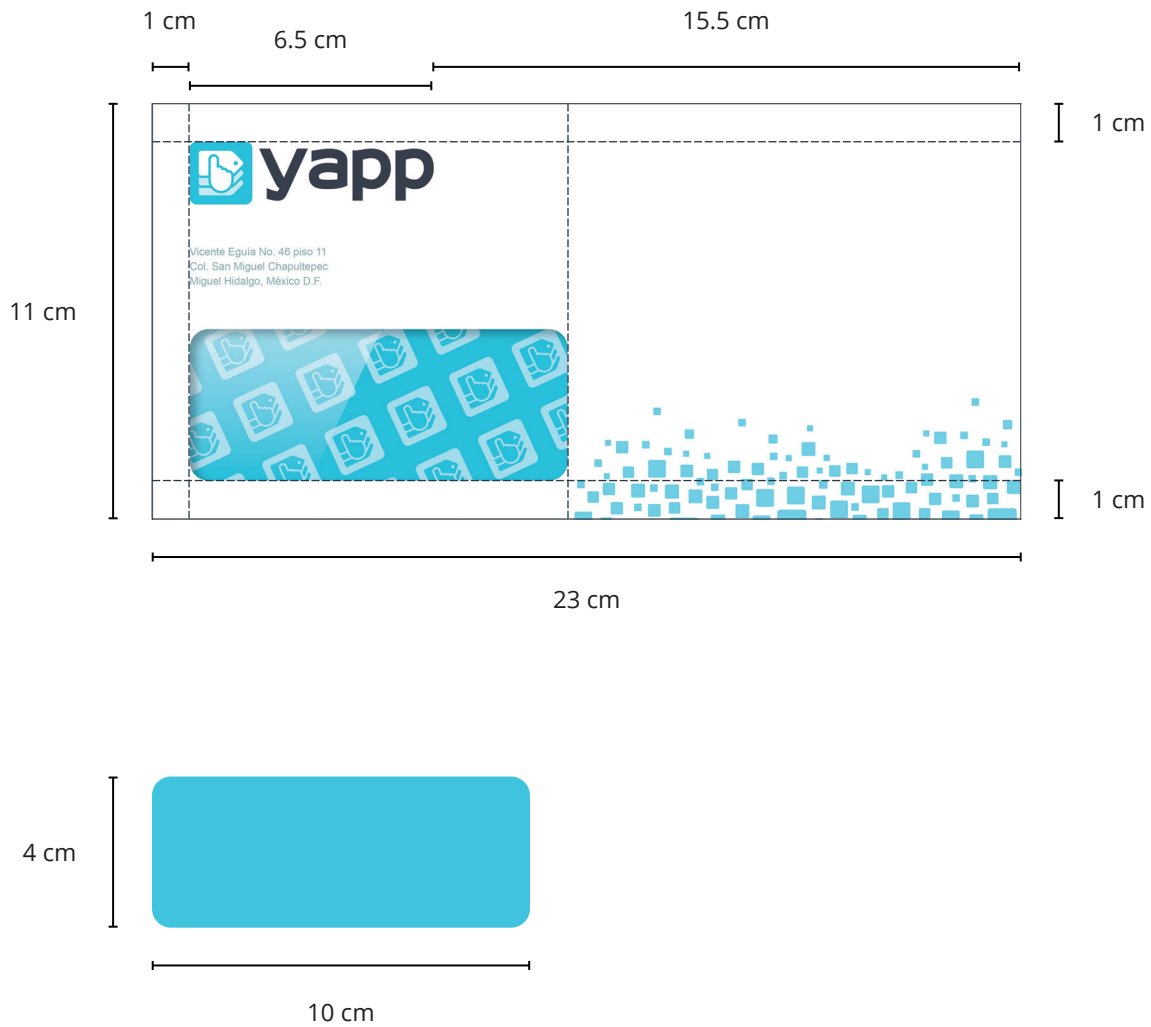 1 cm
6.5 cm
15.5 cm
1 cm
yapp
Vicente Eguía No. 46 piso 11
Col. San Miguel Chapultepec
Miguel Hidalgo, México D.F.
11 cm
1 cm
23 cm
4 cm
10 cm